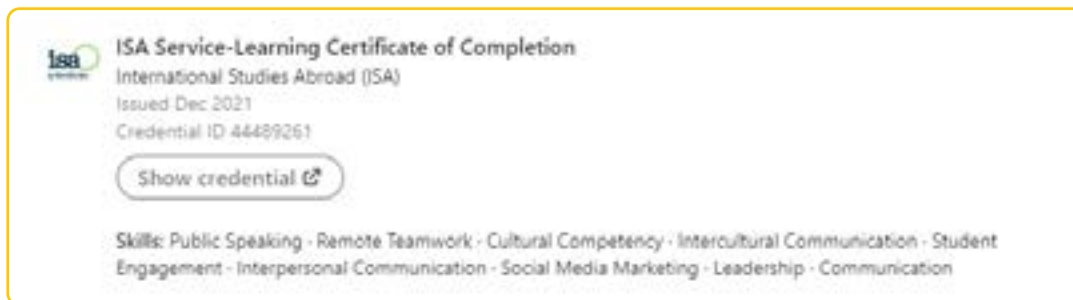 ISA Service-Learning Certificate of Completion
isa
International Studies Abroad (ISA)
Issued Dec 2021
Credential ID 44489261
Show credential
Skills: Public Speaking · Remote Teamwork · Cultural Competency · Intercultural Communication · Student
Engagement · Interpersonal Communication · Social Media Marketing · Leadership · Communication